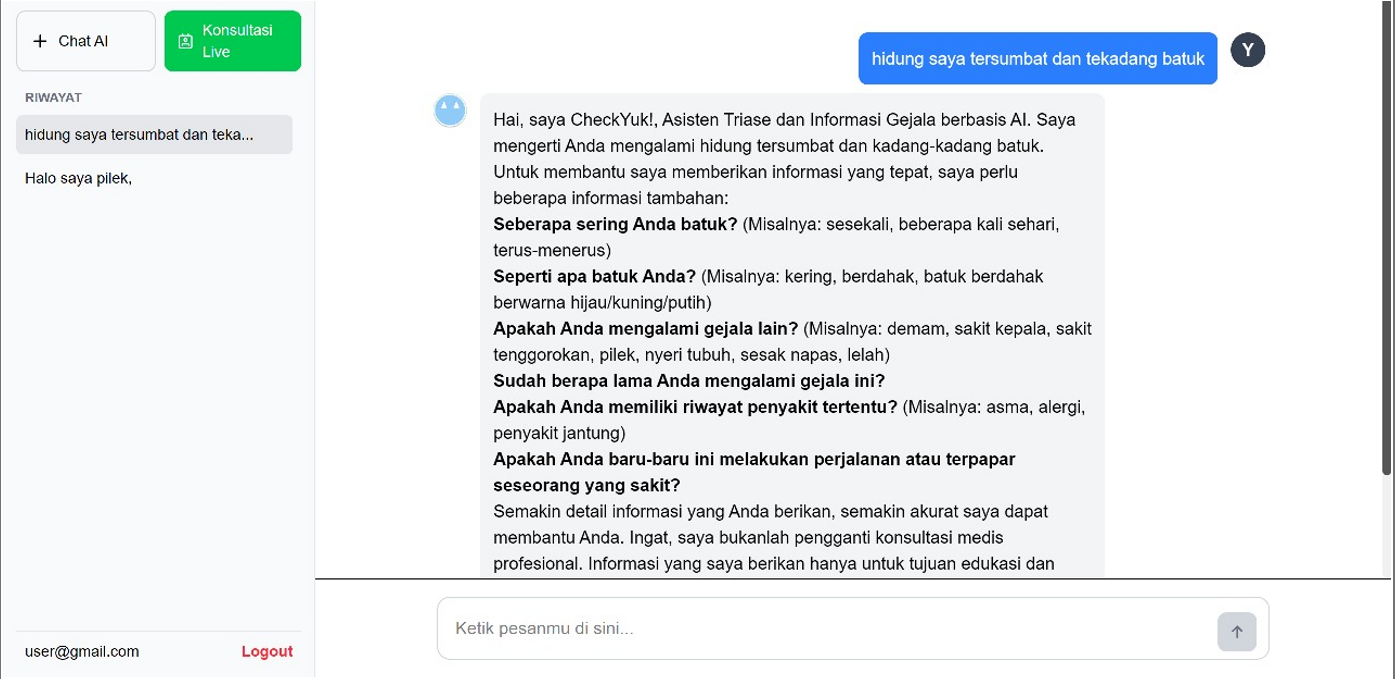 Chat AI
Konsultasi
Live
RIWAYAT
hidung saya tersumbat dan teka...
Halo saya pilek,
user@gmail.com
Logout
hidung saya tersumbat dan tekadang batuk
Y
Hai, saya CheckYuk!, Asisten Triase dan Informasi Gejala berbasis AI. Saya
mengerti Anda mengalami hidung tersumbat dan kadang-kadang batuk.
Untuk membantu saya memberikan informasi yang tepat, saya perlu
beberapa informasi tambahan:
Seberapa sering Anda batuk? (Misalnya: sesekali, beberapa kali sehari,
terus-menerus)
Seperti apa batuk Anda? (Misalnya: kering, berdahak, batuk berdahak
berwarna hijau/kuning/putih)
Apakah Anda mengalami gejala lain? (Misalnya: demam, sakit kepala, sakit
tenggorokan, pilek, nyeri tubuh, sesak napas, lelah)
Sudah berapa lama Anda mengalami gejala ini?
Apakah Anda memiliki riwayat penyakit tertentu? (Misalnya: asma, alergi,
penyakit jantung)
Apakah Anda baru-baru ini melakukan perjalanan atau terpapar
seseorang yang sakit?
Semakin detail informasi yang Anda berikan, semakin akurat saya dapat
membantu Anda. Ingat, saya bukanlah pengganti konsultasi medis
profesional. Informasi yang saya berikan hanya untuk tujuan edukasi dan
Ketik pesanmu di sini...